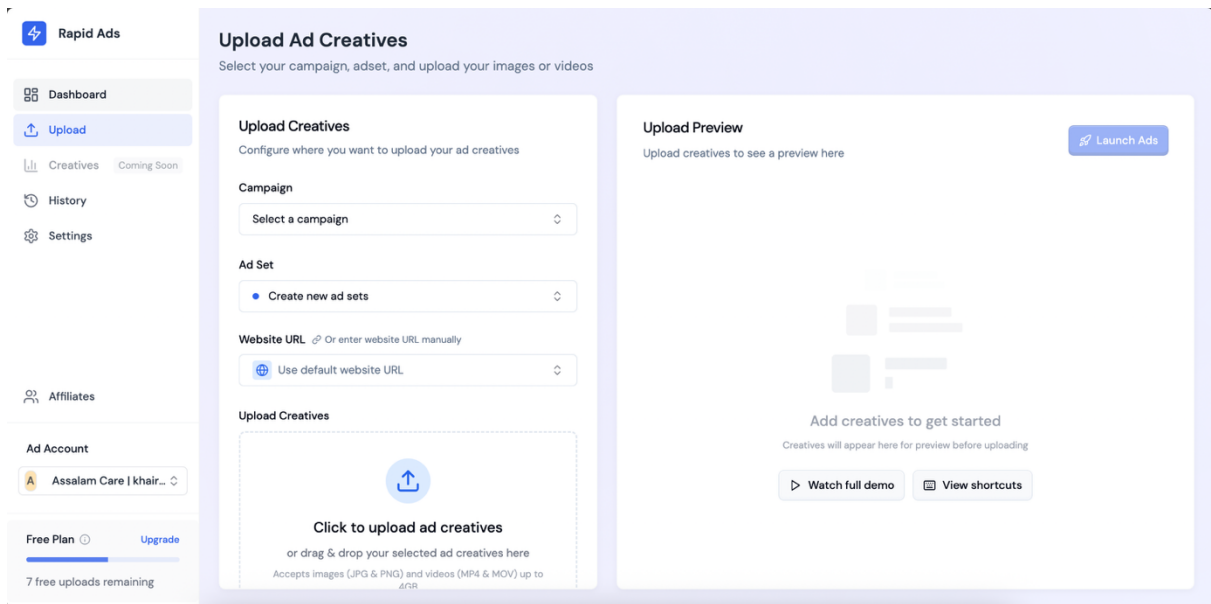 Rapid Ads
Dashboard
Upload
Creatives Coming Soon
History
Settings
Affiliates
Ad Account
A Assalam Care | khair...
Free Plan Upgrade
7 free uploads remaining
Upload Ad Creatives
Select your campaign, adset, and upload your images or videos
Upload Creatives
Configure where you want to upload your ad creatives
Campaign
Select a campaign
Ad Set
Create new ad sets
Website URL Or enter website URL manually
Use default website URL
Upload Creatives
Click to upload ad creatives
or drag & drop your selected ad creatives here
Accepts images (JPG & PNG) and videos (MP4 & MOV) up to
4GB
Upload Preview
Upload creatives to see a preview here
Launch Ads
Add creatives to get started
Creatives will appear here for preview before uploading
Watch full demo
View shortcuts